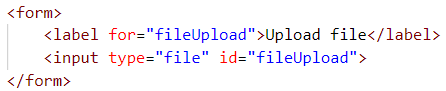 <form>
<label for="fileUpload">Upload file</label>
<input type="file" id="fileUpload">
</form>